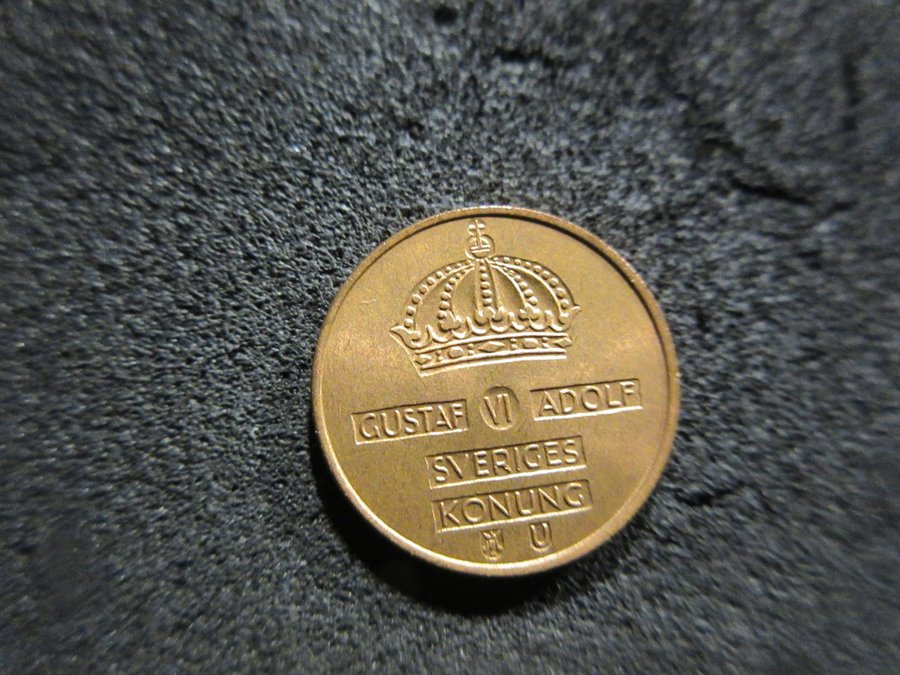 GUSTAF VI ADOLF
SVERIGES
KONUNG
U